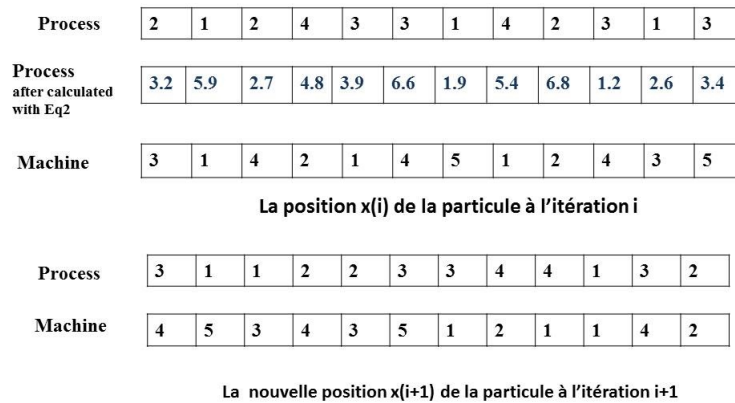 Process 2 1 2 4 3 3 1 4 2 3 1 3
Process
after calculated
with Eq2
3.2 5.9 2.7 4.8 3.9 6.6 1.9 5.4 6.8 1.2 2.6 3.4
Machine 3 1 4 2 1 4 5 1 2 4 3 5
La position x(i) de la particule à l'itération i
Process 3 1 1 2 2 3 3 4 4 1 3 2
Machine 4 5 3 4 3 5 1 2 1 1 4 2
La nouvelle position x(i+1) de la particule à l'itération i+1